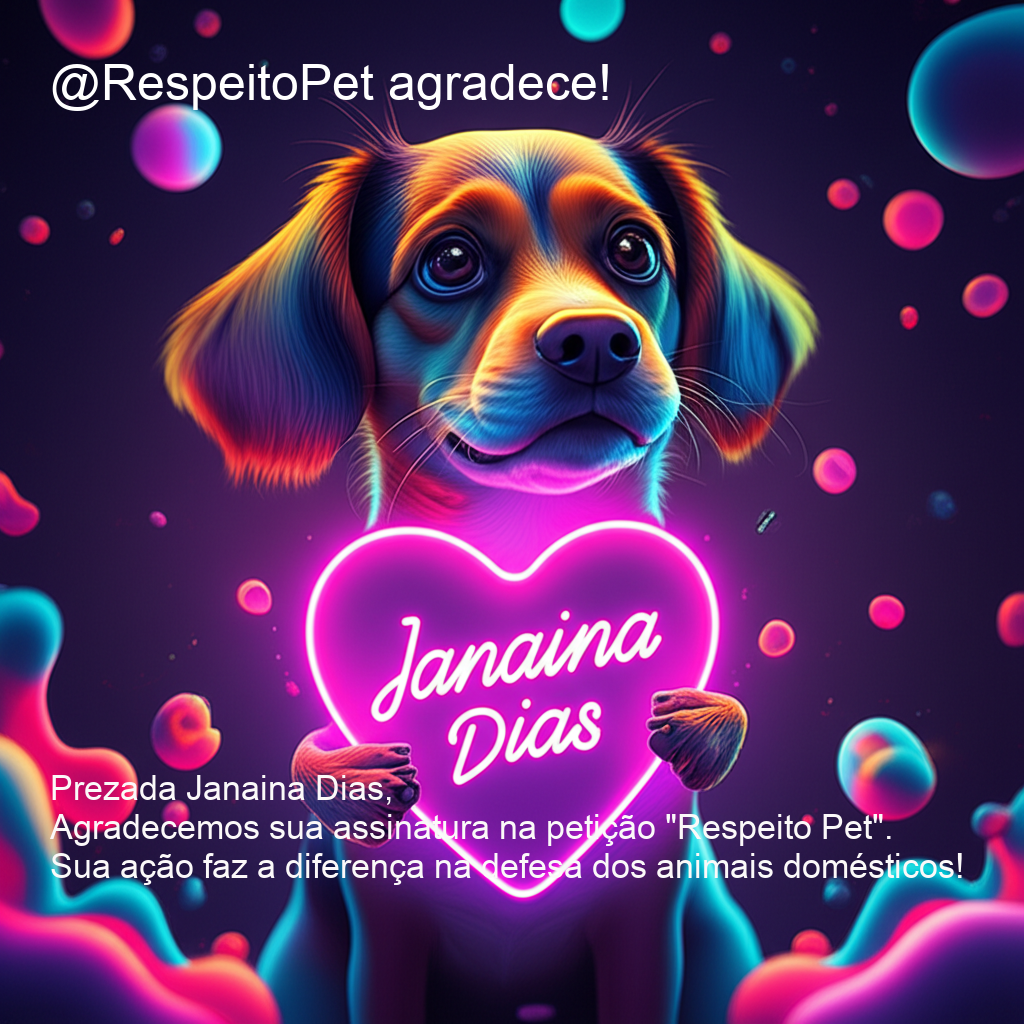 @RespeitoPet agradece!
Janaina
Dias
Prezada Janaina Dias,
Agradecemos sua assinatura na petição "Respeito Pet".
Sua ação faz a diferença na defesa dos animais domésticos!